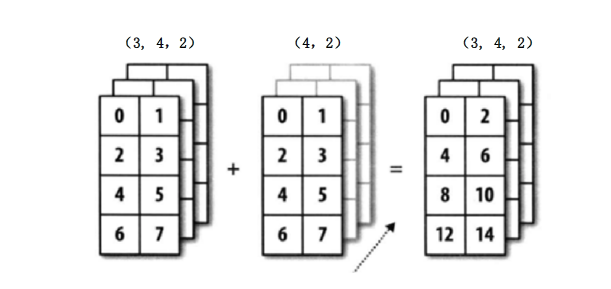 (3, 4, 2) (4, 2) (3, 4, 2)
0 1 0 1 0 2
2 3 2 3 4 6
+ =
4 5 4 5 8 10
6 7 6 7 12 14